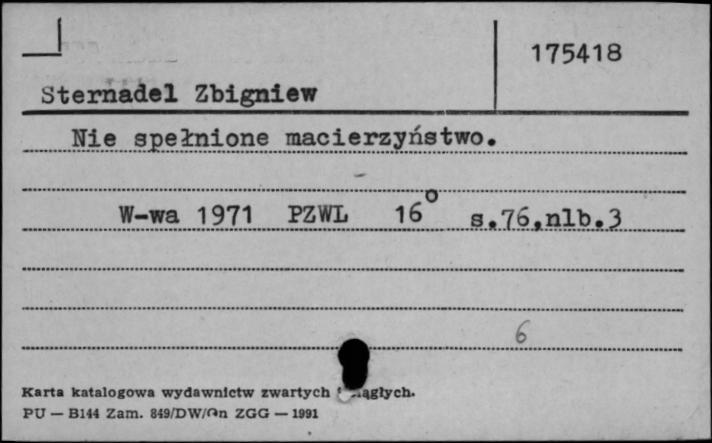 175418
Sternadel Zbigniew
Nie spełnione macierzyństwo.
W-wa 1971 PZWL 16° s.76,nlb.3
6
Karta katalogowa wydawnictw zwartych
PU — B144 Zam. 849/DW/On ZGG — 1991